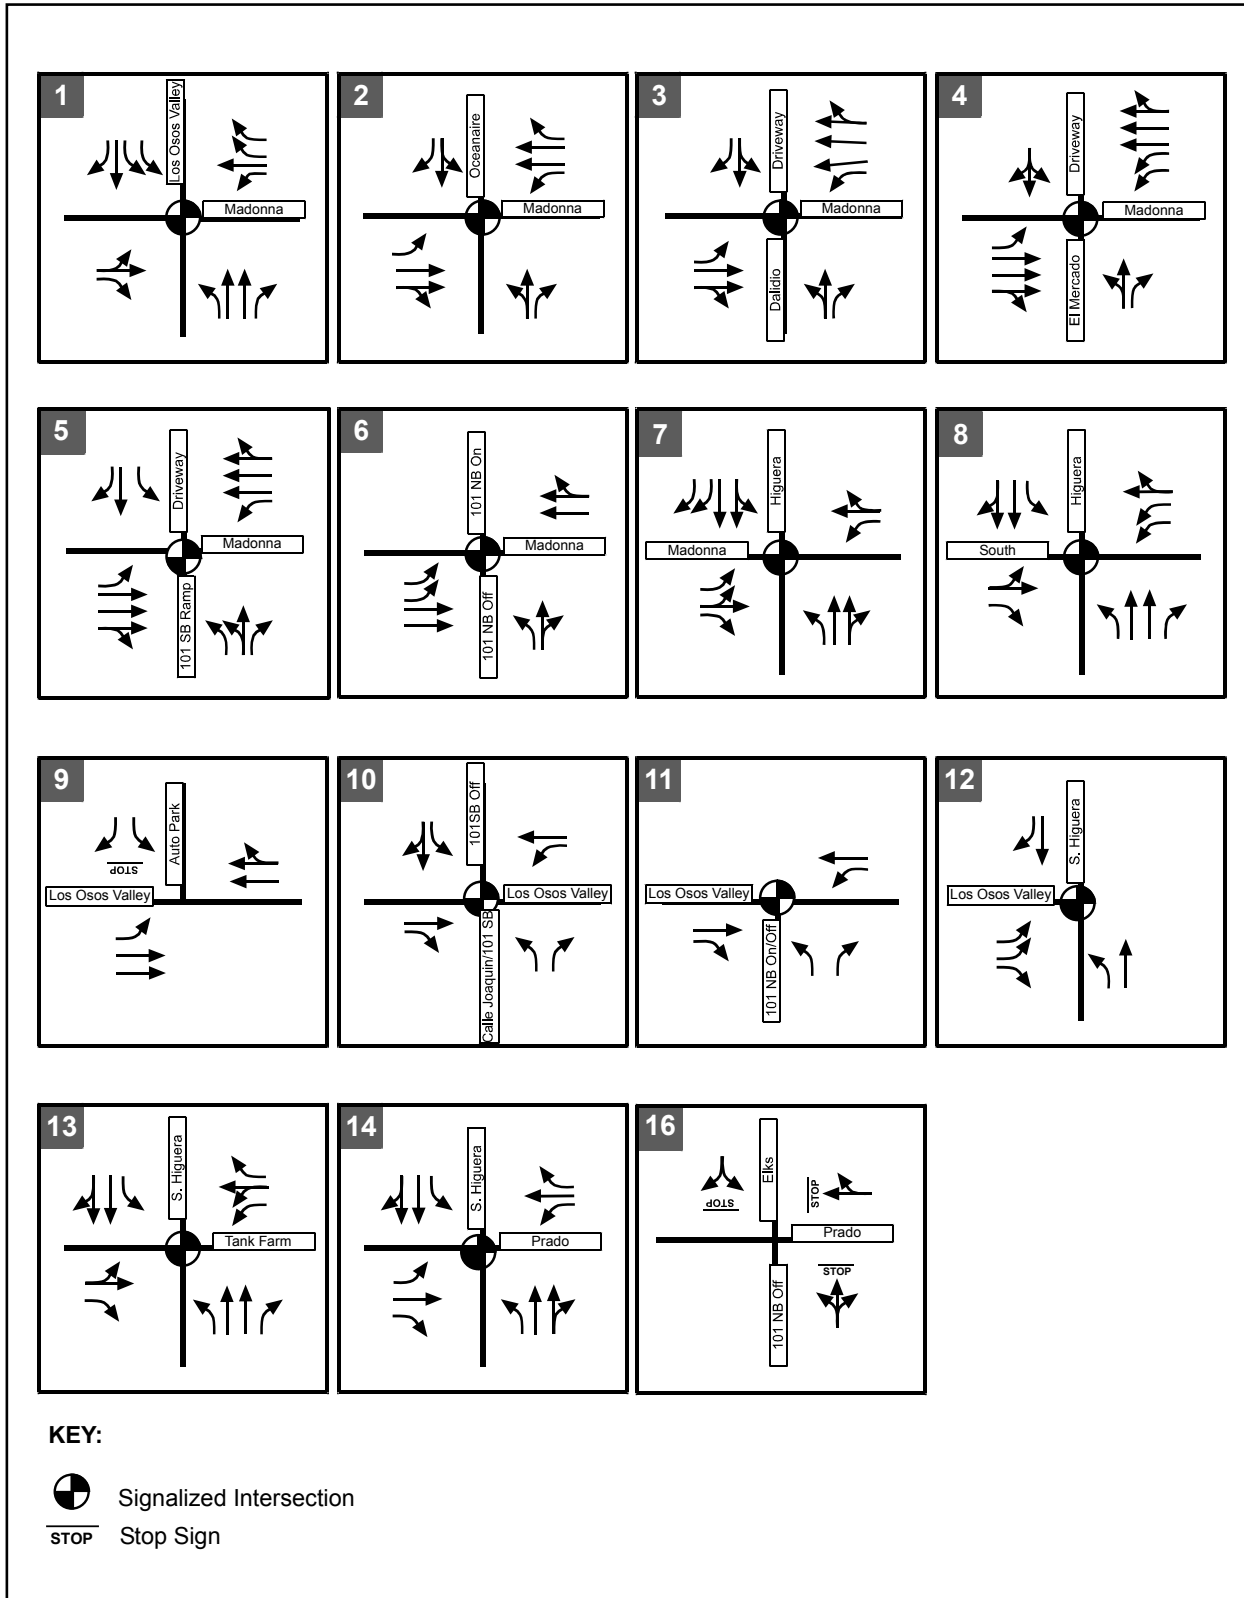 1
Los Osos Valley
Madonna
2
Oceanaire
Madonna
3
Driveway
Madonna
Dalidio
4
Driveway
Madonna
El Mercado
5
Driveway
Madonna
101 SB Ramp
6
101 NB On
Madonna
101 NB Off
7
Higuera
Madonna
8
Higuera
South
9
Auto Park
STOP
Los Osos Valley
10
101SB Off
Los Osos Valley
Calle Joaquin/101 SB
11
Los Osos Valley
101 NB On/Off
12
S. Higuera
Los Osos Valley
13
S. Higuera
Tank Farm
14
S. Higuera
Prado
16
Elks
STOP
STOP
Prado
STOP
101 NB Off
KEY:
Signalized Intersection
STOP Stop Sign